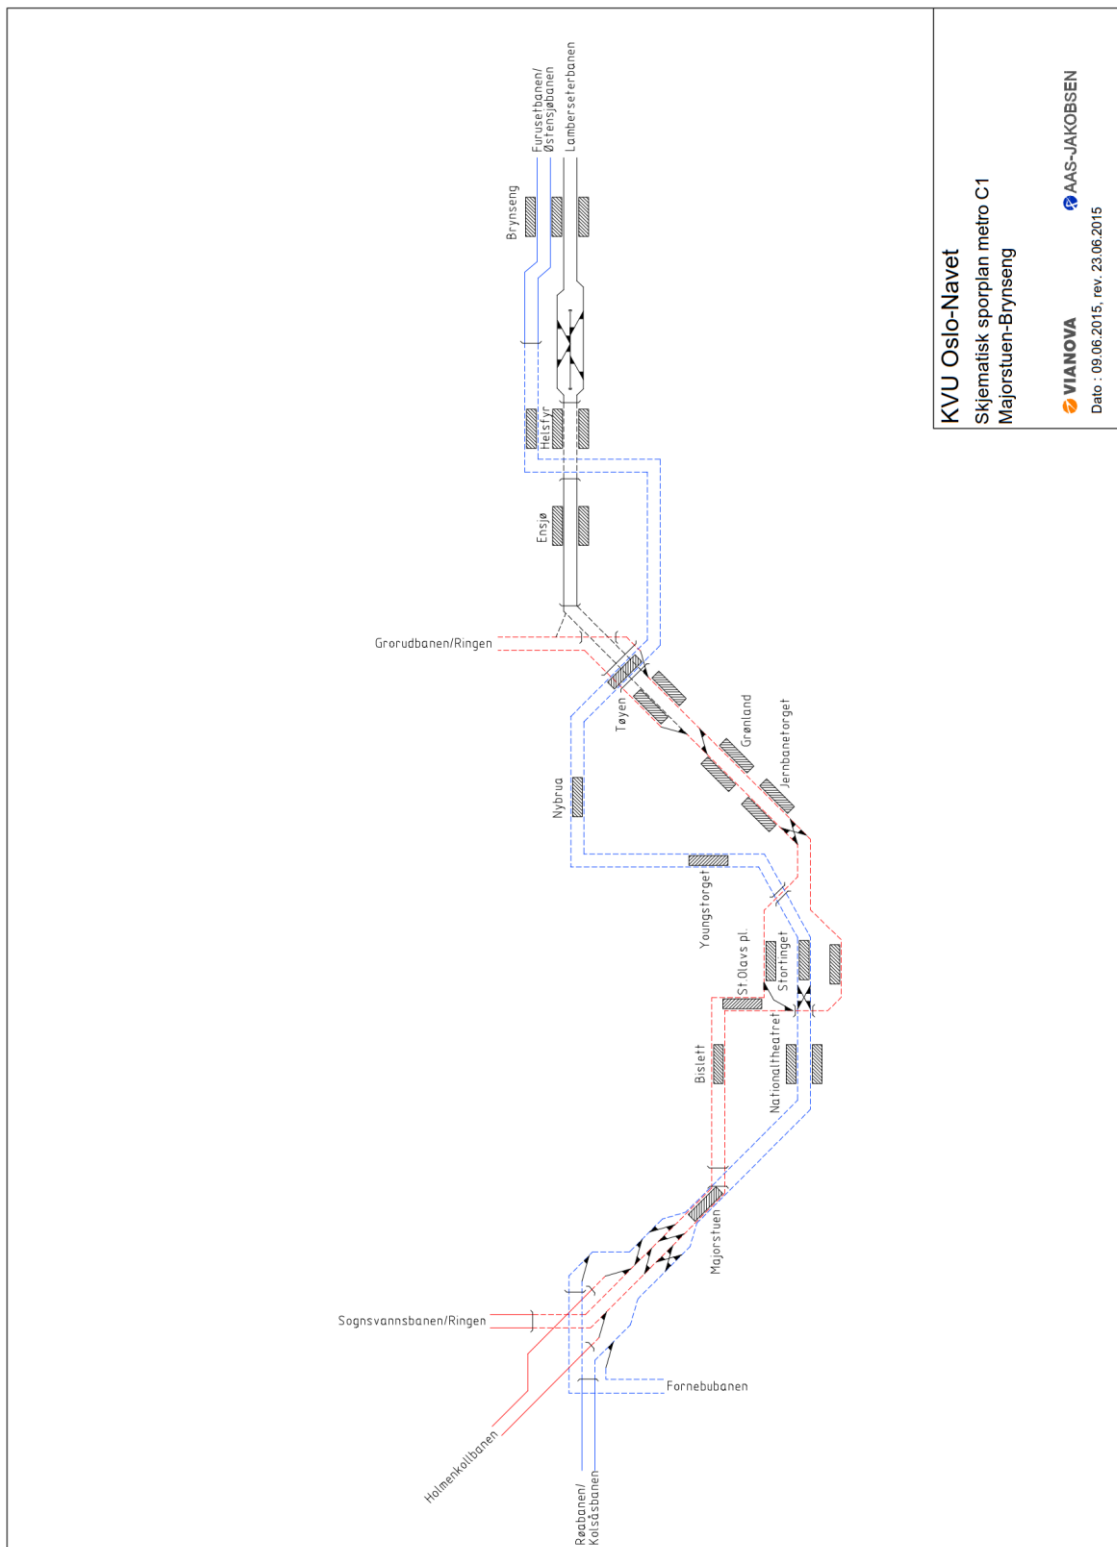 Furusetbanen/
Østensjøbanen
Lamberseterbanen
Brynseng
Helsfyr
Ensjø
Grorudbanen/Ringen
Tøyen
Grønland
Jernbanetorget
Nybrua
Youngstorget
St.Olavs pl.
Stortinget
Nationaltheatret
Bislett
Majorstuen
Sognsvannsbanen/Ringen
Fornebubanen
Holmenkollbanen
Røabanen/
Kolsåsbanen
KVU Oslo-Navet
Skjematisk sporplan metro C1
Majorstuen-Brynseng
VIANOVA
AAS-JAKOBSEN
Dato : 09.06.2015, rev. 23.06.2015